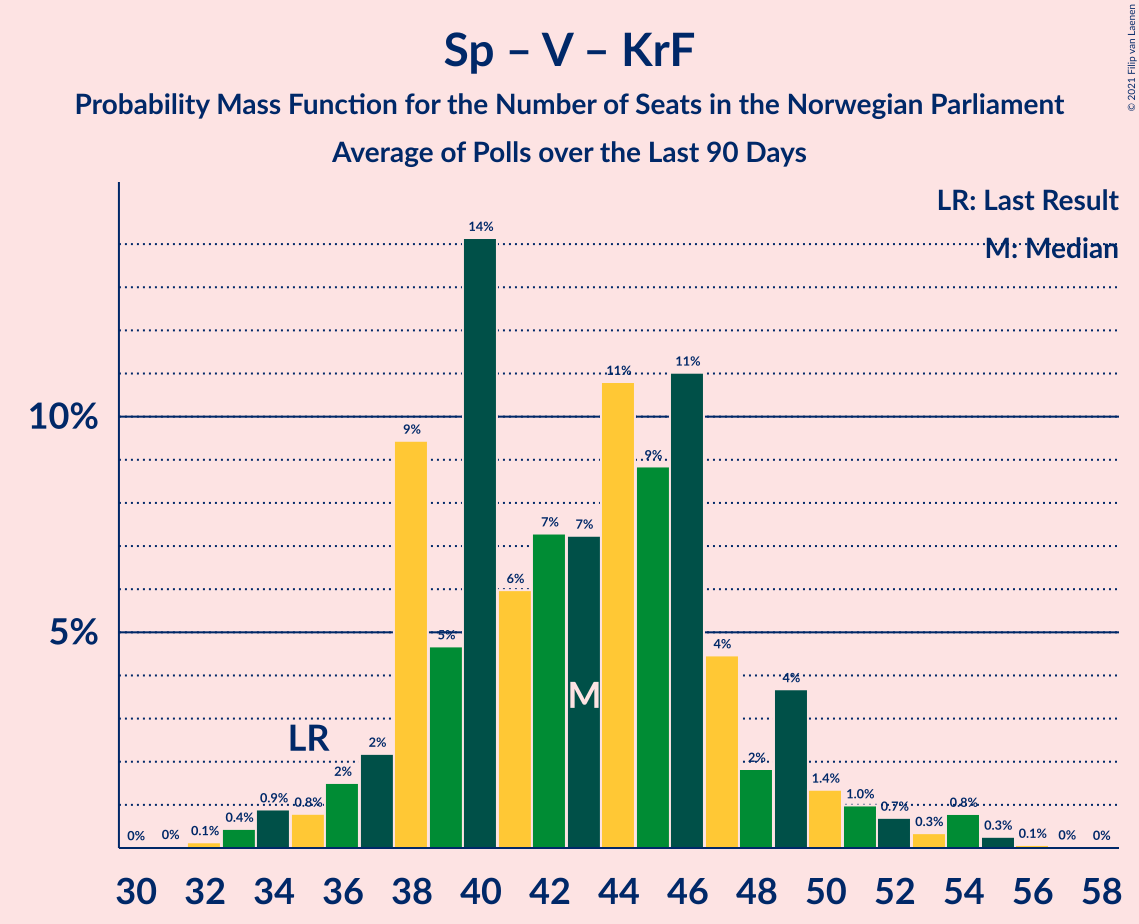 Sp – V – KrF
Probability Mass Function for the Number of Seats in the Norwegian Parliament
Average of Polls over the Last 90 Days
© 2021 Filip van Laenen
LR: Last Result
M: Median
10%
5%
0% 0% 0.1% 0.4% 0.9% 0.8% 2% 2% 9% 5% 14% 6% 7% 7% 11% 9% 11% 4% 2% 4% 1.4% 1.0% 0.7% 0.3% 0.8% 0.3% 0.1% 0% 0%
LR
M
30 32 34 36 38 40 42 44 46 48 50 52 54 56 58